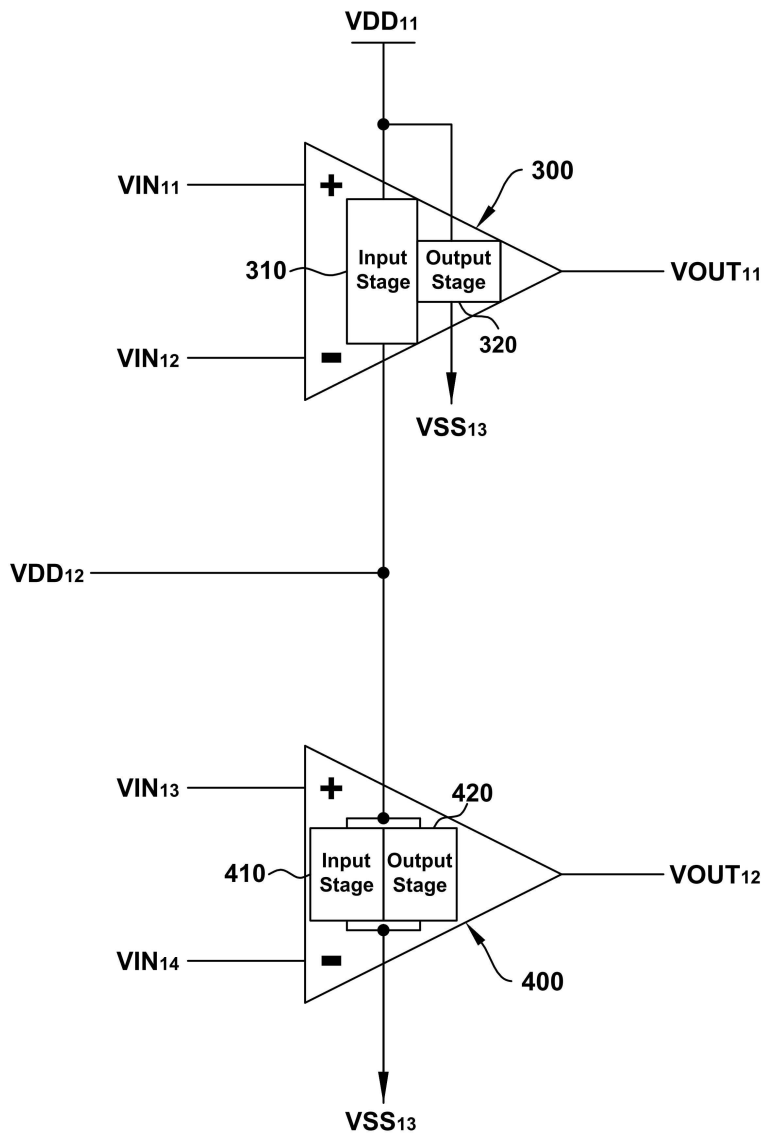 VDD11
VIN11
+
300
310
Input
Stage
Output
Stage
VOUT11
320
VIN12
-
VSS13
VDD12
VIN13
+
420
410
Input
Stage
Output
Stage
VOUT12
VIN14
-
400
VSS13